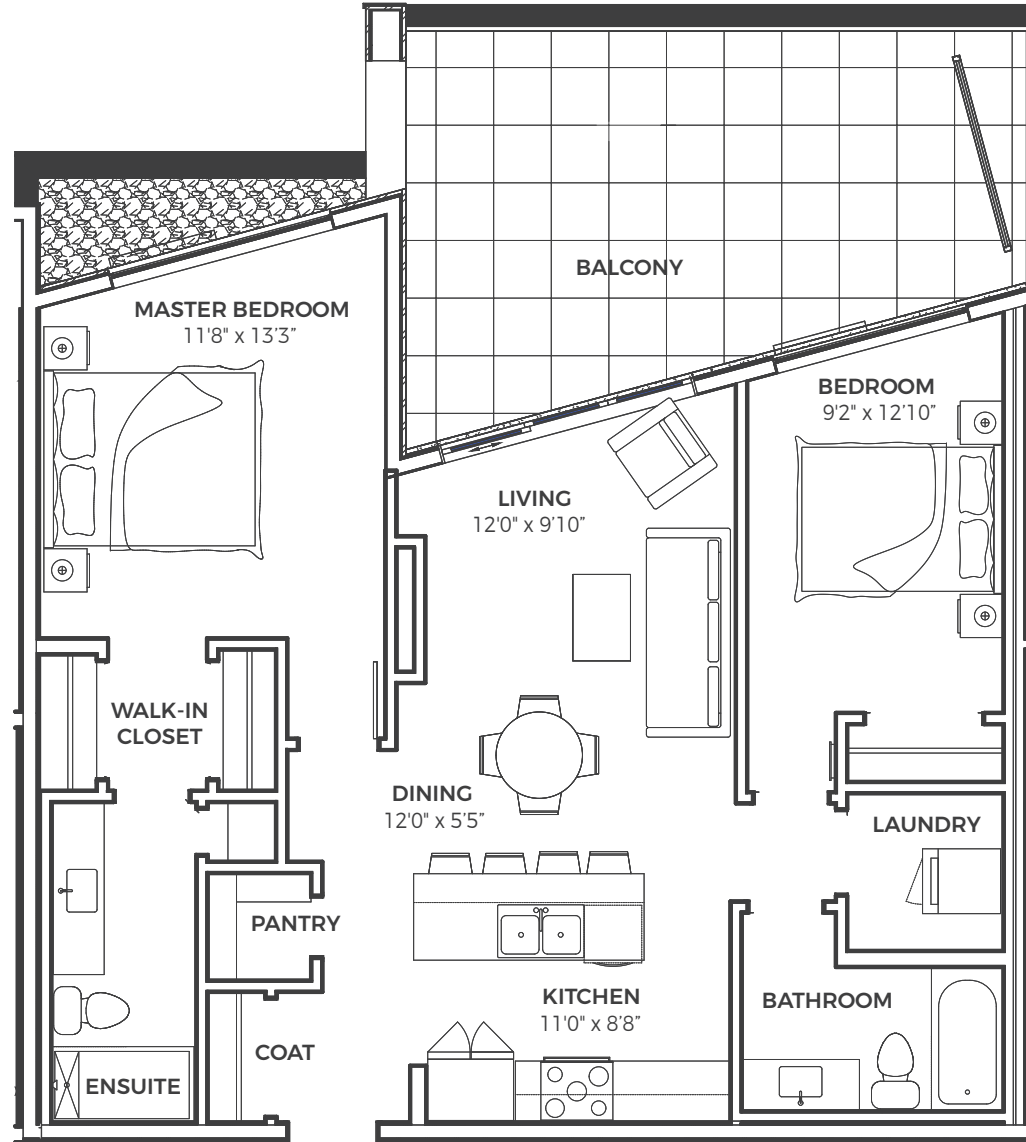 BALCONY
MASTER BEDROOM
11'8" x 13'3”
BEDROOM
9'2" x 12'10”
LIVING
12'0" x 9'10”
WALK-IN
CLOSET
DINING
12'0" x 5'5”
LAUNDRY
PANTRY
KITCHEN
11'0" x 8'8”
BATHROOM
COAT
ENSUITE